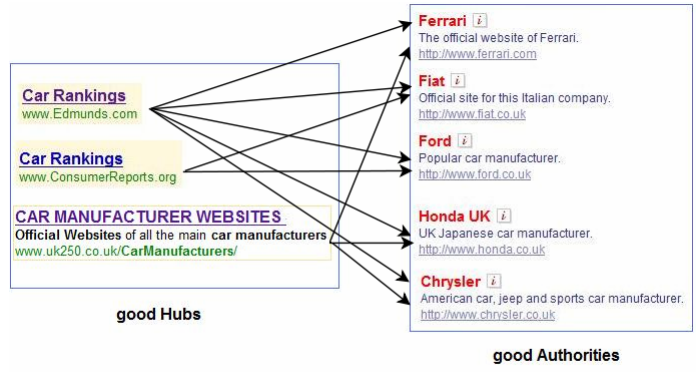 Car Rankings
www.Edmunds.com
Car Rankings
www.ConsumerReports.org
CAR MANUFACTURER WEBSITES
Official Websites of all the main car manufacturers
www.uk250.co.uk/CarManufacturers/
good Hubs
Ferrari i
The official website of Ferrari.
http://www.ferrari.com
Fiat i
Official site for this Italian company.
http://www.fiat.co.uk
Ford i
Popular car manufacturer.
http://www.ford.co.uk
Honda UK i
UK Japanese car manufacturer.
http://www.honda.co.uk
Chrysler i
American car, jeep and sports car manufacturer.
http://www.chrysler.co.uk
good Authorities